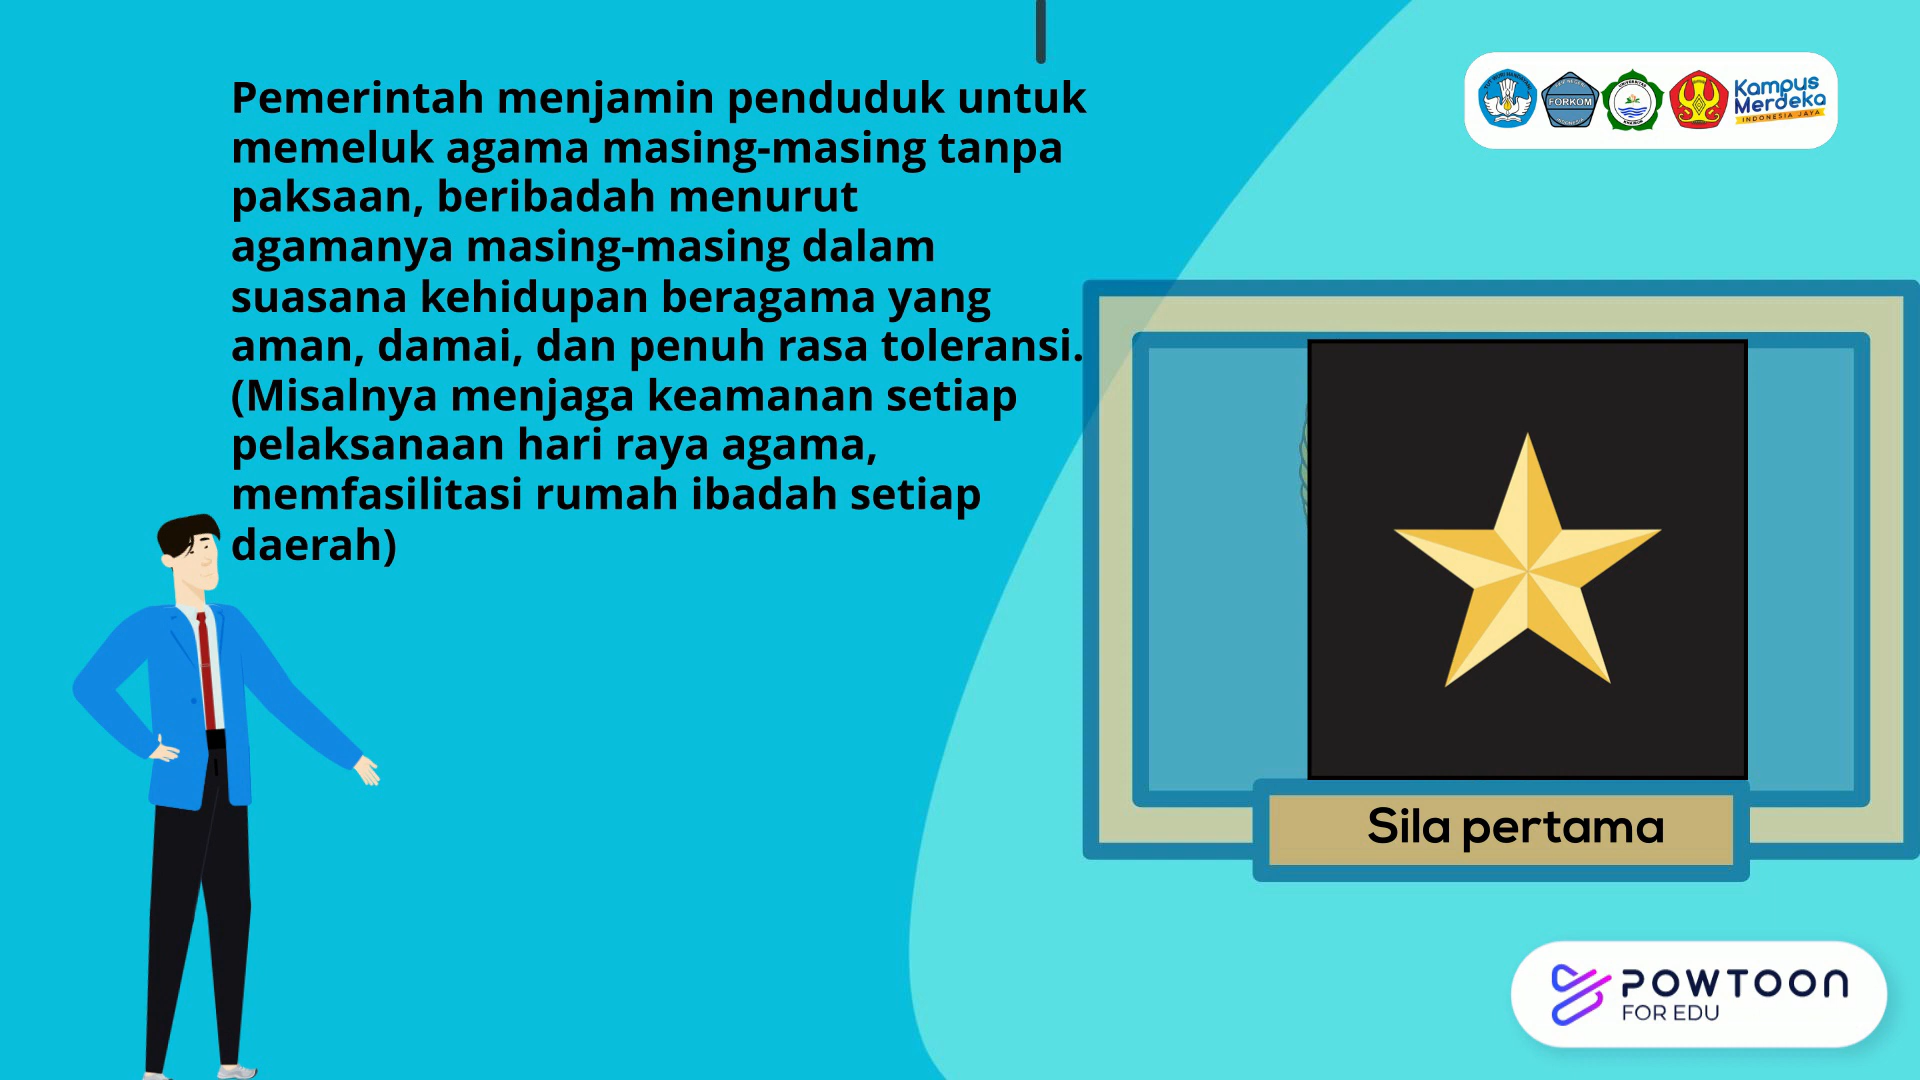 Pemerintah menjamin penduduk untuk
memeluk agama masing-masing tanpa
paksaan, beribadah menurut
agamanya masing-masing dalam
suasana kehidupan beragama yang
aman, damai, dan penuh rasa toleransi.
(Misalnya menjaga keamanan setiap
pelaksanaan hari raya agama,
memfasilitasi rumah ibadah setiap
daerah)
FORKOM
Kampus
Merdeka
INDONESIA JAYA
Sila pertama
POWTOON
FOR EDU